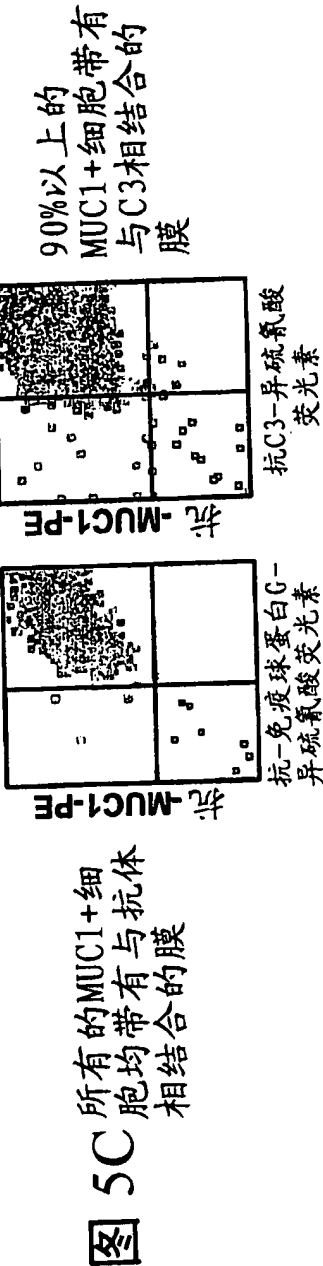 图 5C
所有的MUC1+细
胞均带有与抗体
相结合的膜
抗-MUC1-PE
抗-免疫球蛋白G-
异硫氰酸荧光素
抗-MUC1-PE
抗C3-异硫氰酸
荧光素
90%以上的
MUC1+细胞带有
与C3相结合的
膜